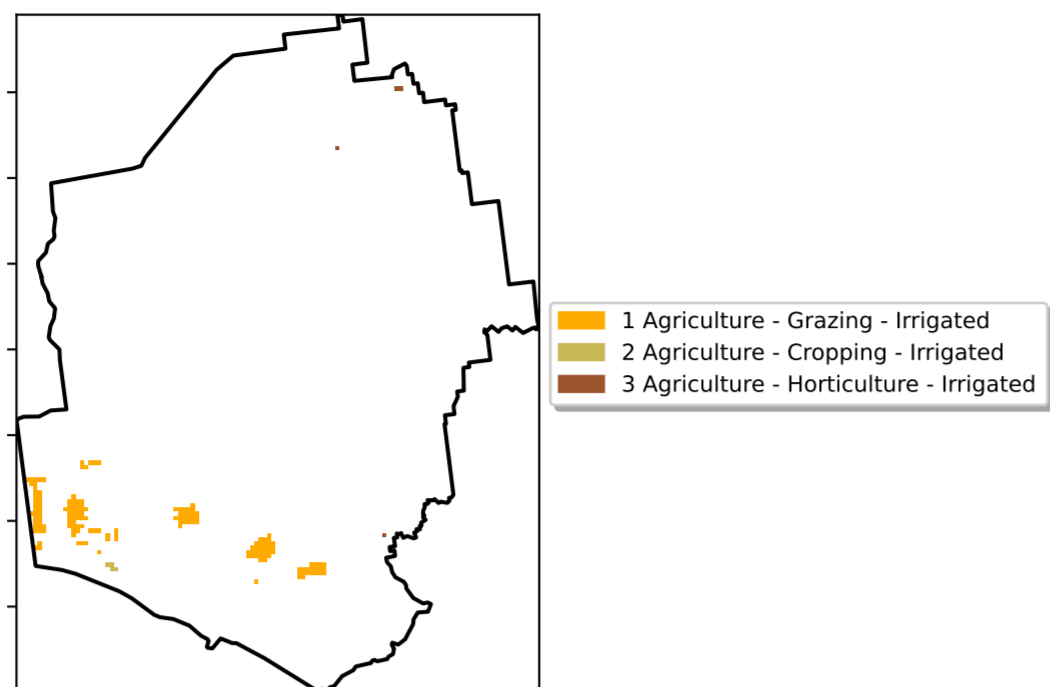 1 Agriculture - Grazing - Irrigated
2 Agriculture - Cropping - Irrigated
3 Agriculture - Horticulture - Irrigated